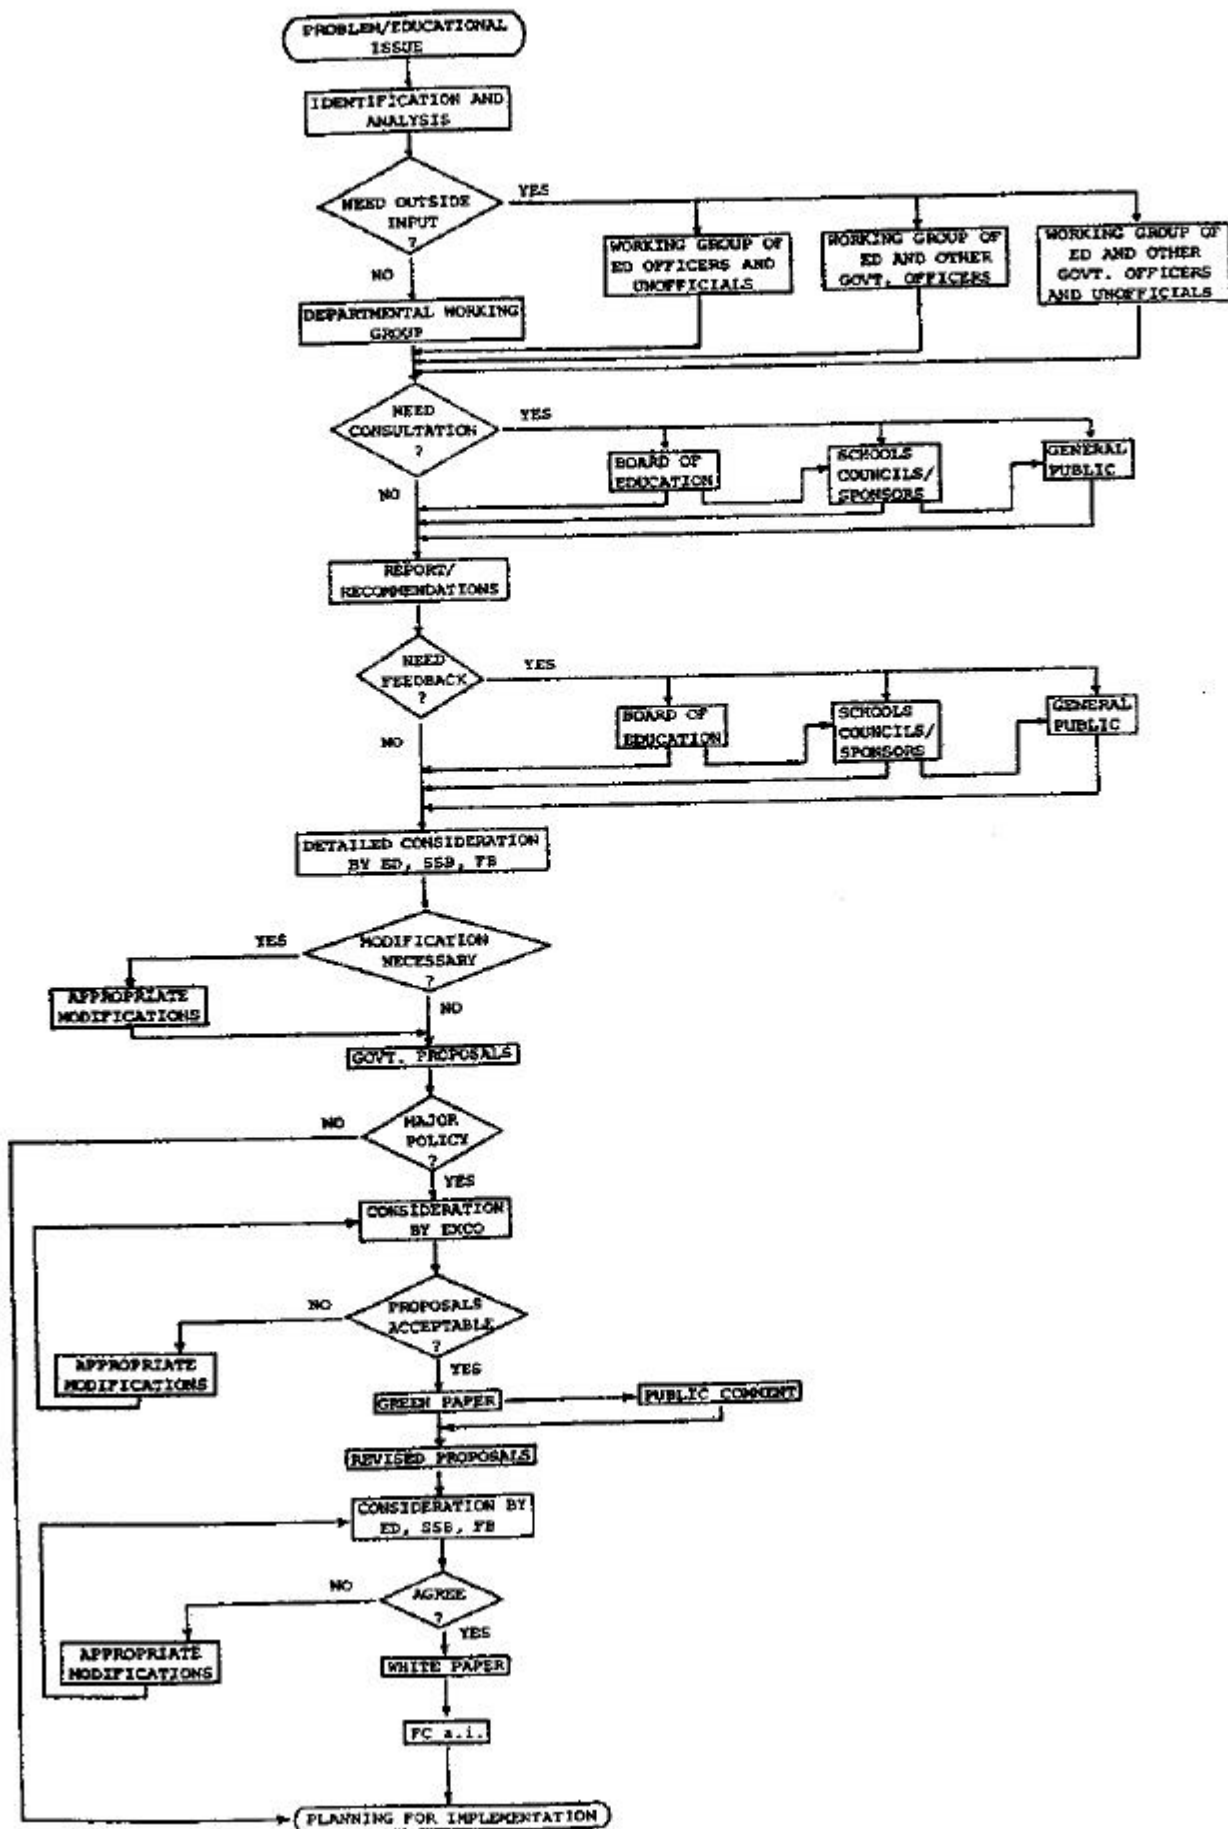 PROBLEM/EDUCATIONAL
ISSUE
IDENTIFICATION AND
ANALYSIS
NEED OUTSIDE
INPUT
?
YES
NO
WORKING GROUP OF
ED OFFICERS AND
UNOFFICIALS
WORKING GROUP OF
ED AND OTHER
GOVT. OFFICERS
WORKING GROUP OF
ED AND OTHER
GOVT. OFFICERS
AND UNOFFICIALS
DEPARTMENTAL WORKING
GROUP
NEED
CONSULTATION
?
YES
NO
BOARD OF
EDUCATION
SCHOOLS
COUNCILS/
SPONSORS
GENERAL
PUBLIC
REPORT/
RECOMMENDATIONS
NEED
FEEDBACK
?
YES
NO
BOARD OF
EDUCATION
SCHOOLS
COUNCILS/
SPONSORS
GENERAL
PUBLIC
DETAILED CONSIDERATION
BY ED, SSB, FB
MODIFICATION
NECESSARY
?
YES
NO
APPROPRIATE
MODIFICATIONS
GOVT. PROPOSALS
MAJOR
POLICY
?
NO
YES
CONSIDERATION
BY EXCO
PROPOSALS
ACCEPTABLE
?
NO
YES
APPROPRIATE
MODIFICATIONS
GREEN PAPER
PUBLIC COMMENT
REVISED PROPOSALS
CONSIDERATION BY
ED, SSB, FB
AGREE
?
NO
YES
APPROPRIATE
MODIFICATIONS
WHITE PAPER
FC a.i.
PLANNING FOR IMPLEMENTATION